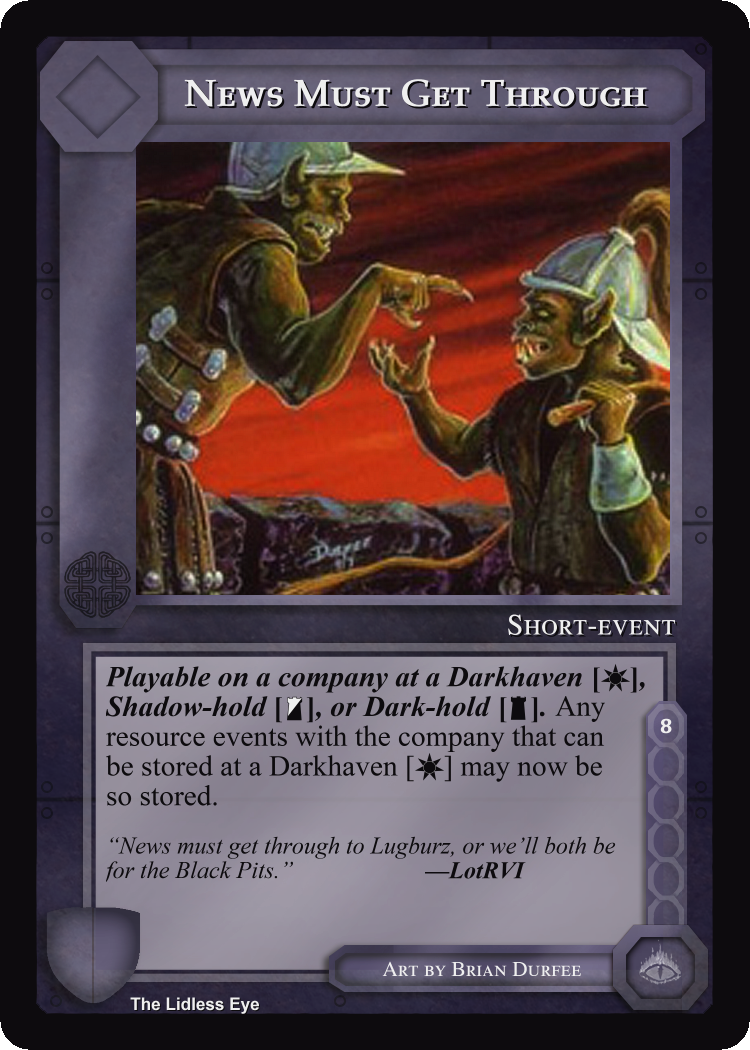 News Must Get Through
Durfee
97
Short-event
Playable on a company at a Darkhaven [],
Shadow-hold [], or Dark-hold []. Any
resource events with the company that can
be stored at a Darkhaven [] may now be
so stored.
8
“News must get through to Lugburz, or we’ll both be
for the Black Pits.” —LotRVI
Art by Brian Durfee
The Lidless Eye